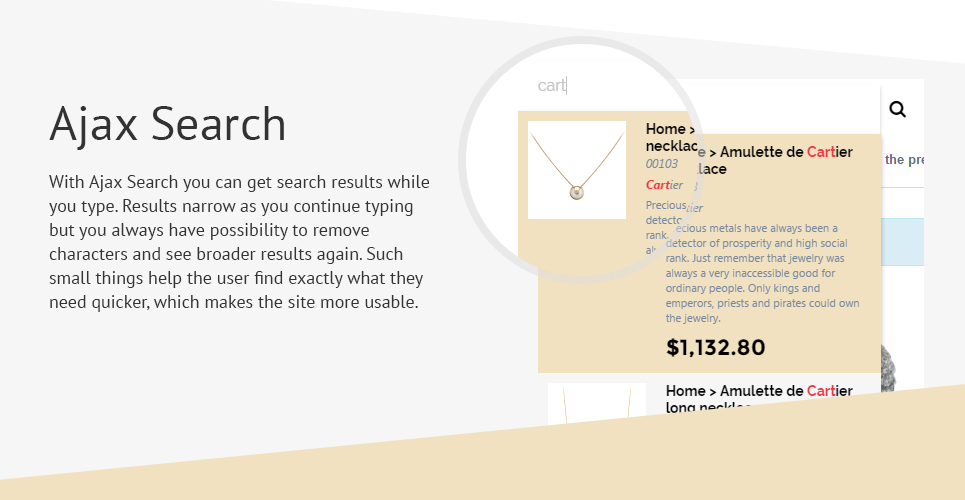 Ajax Search
With Ajax Search you can get search results while
you type. Results narrow as you continue typing
but you always have possibility to remove
characters and see broader results again. Such
small things help the user find exactly what they
need quicker, which makes the site more usable.
cart
Home >
necklac
00103
Cartier
Precious
detecto
rank.
e > Amulette de Cartier
lace
tier
ecious metals have always been a
detector of prosperity and high social
rank. Just remember that jewelry was
always a very inaccessible good for
ordinary people. Only kings and
emperors, priests and pirates could own
the jewelry.
$1,132.80
the pre
Home > Amulette de Cartier
long necklac